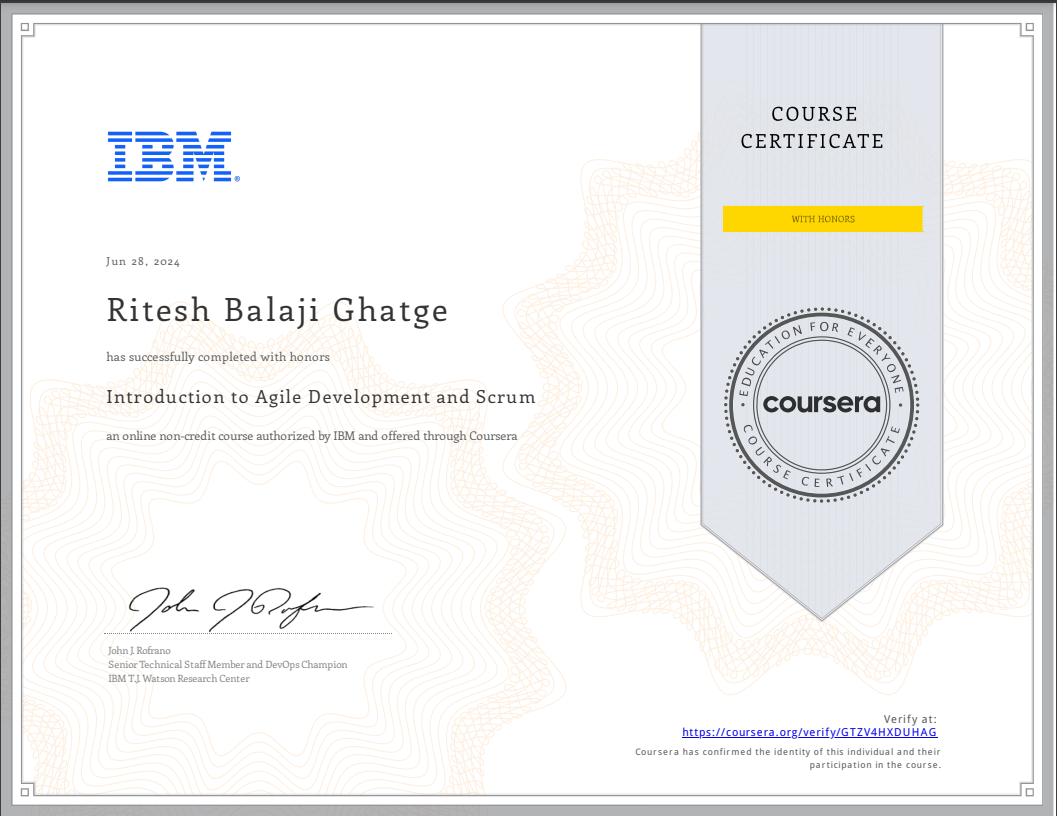 IBM®
Jun 28, 2024
Ritesh Balaji Ghatge
has successfully completed with honors
Introduction to Agile Development and Scrum
an online non-credit course authorized by IBM and offered through Coursera
John J Rofrano
John J. Rofrano
Senior Technical Staff Member and DevOps Champion
IBM T.J. Watson Research Center
COURSE
CERTIFICATE
WITH HONORS
EDUCATION FOR EVERYONE
coursera
COURSE CERTIFICATE
Verify at:
https://coursera.org/verify/GTZV4HXDUHAG
Coursera has confirmed the identity of this individual and their
participation in the course.